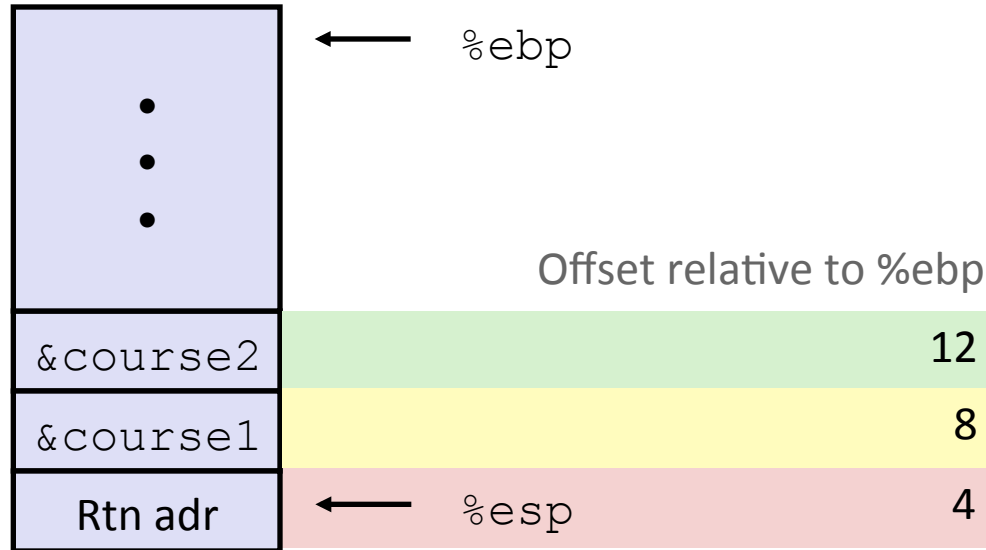 %ebp
Offset relative to %ebp
&course2 12
&course1 8
Rtn adr %esp 4